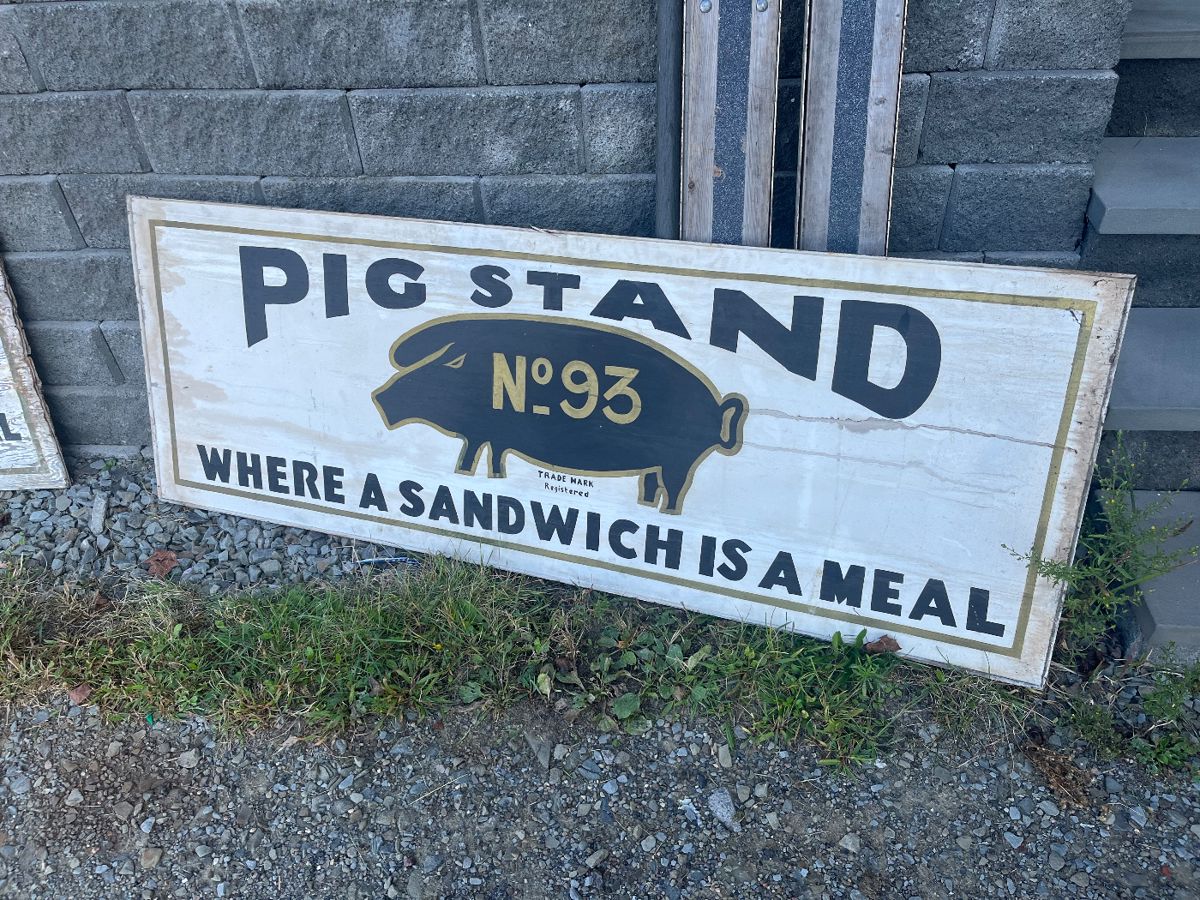 PIG STAND
Nº 93
TRADE MARK
Registered
WHERE A SANDWICH IS A MEAL
L